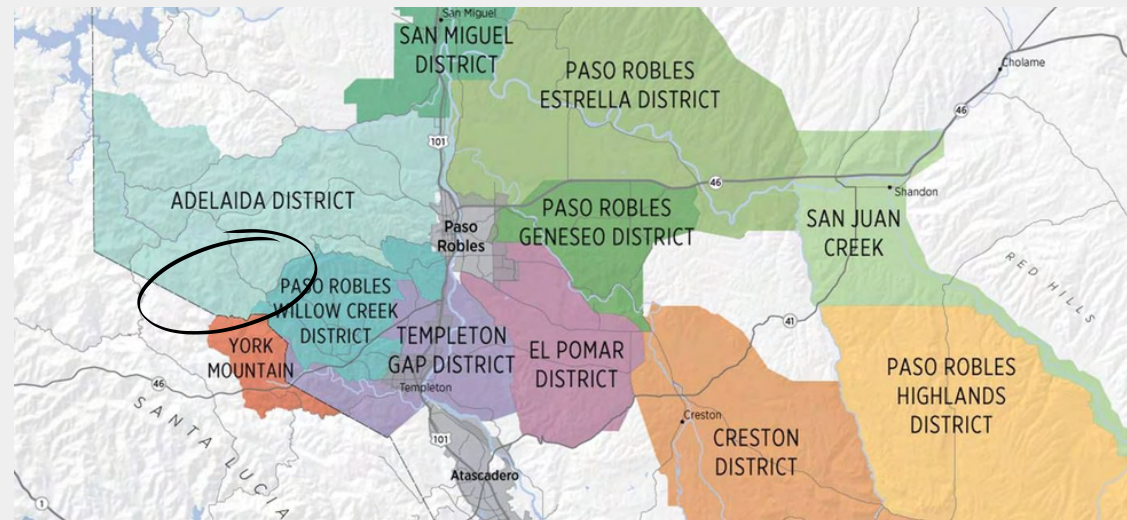 San Miguel
SAN MIGUEL
DISTRICT
PASO ROBLES
ESTRELLA DISTRICT
Cholame
46
101
ADELAIDA DISTRICT
46
Shandon
Paso
Robles
PASO ROBLES
GENESEO DISTRICT
SAN JUAN
CREEK
RED HILLS
PASO ROBLES
WILLOW CREEK
DISTRICT
41
YORK
MOUNTAIN
TEMPLETON
GAP DISTRICT
EL POMAR
DISTRICT
PASO ROBLES
HIGHLANDS
DISTRICT
46
Templeton
SANTA LUCIA
Creston
CRESTON
DISTRICT
101
Atascadero
1